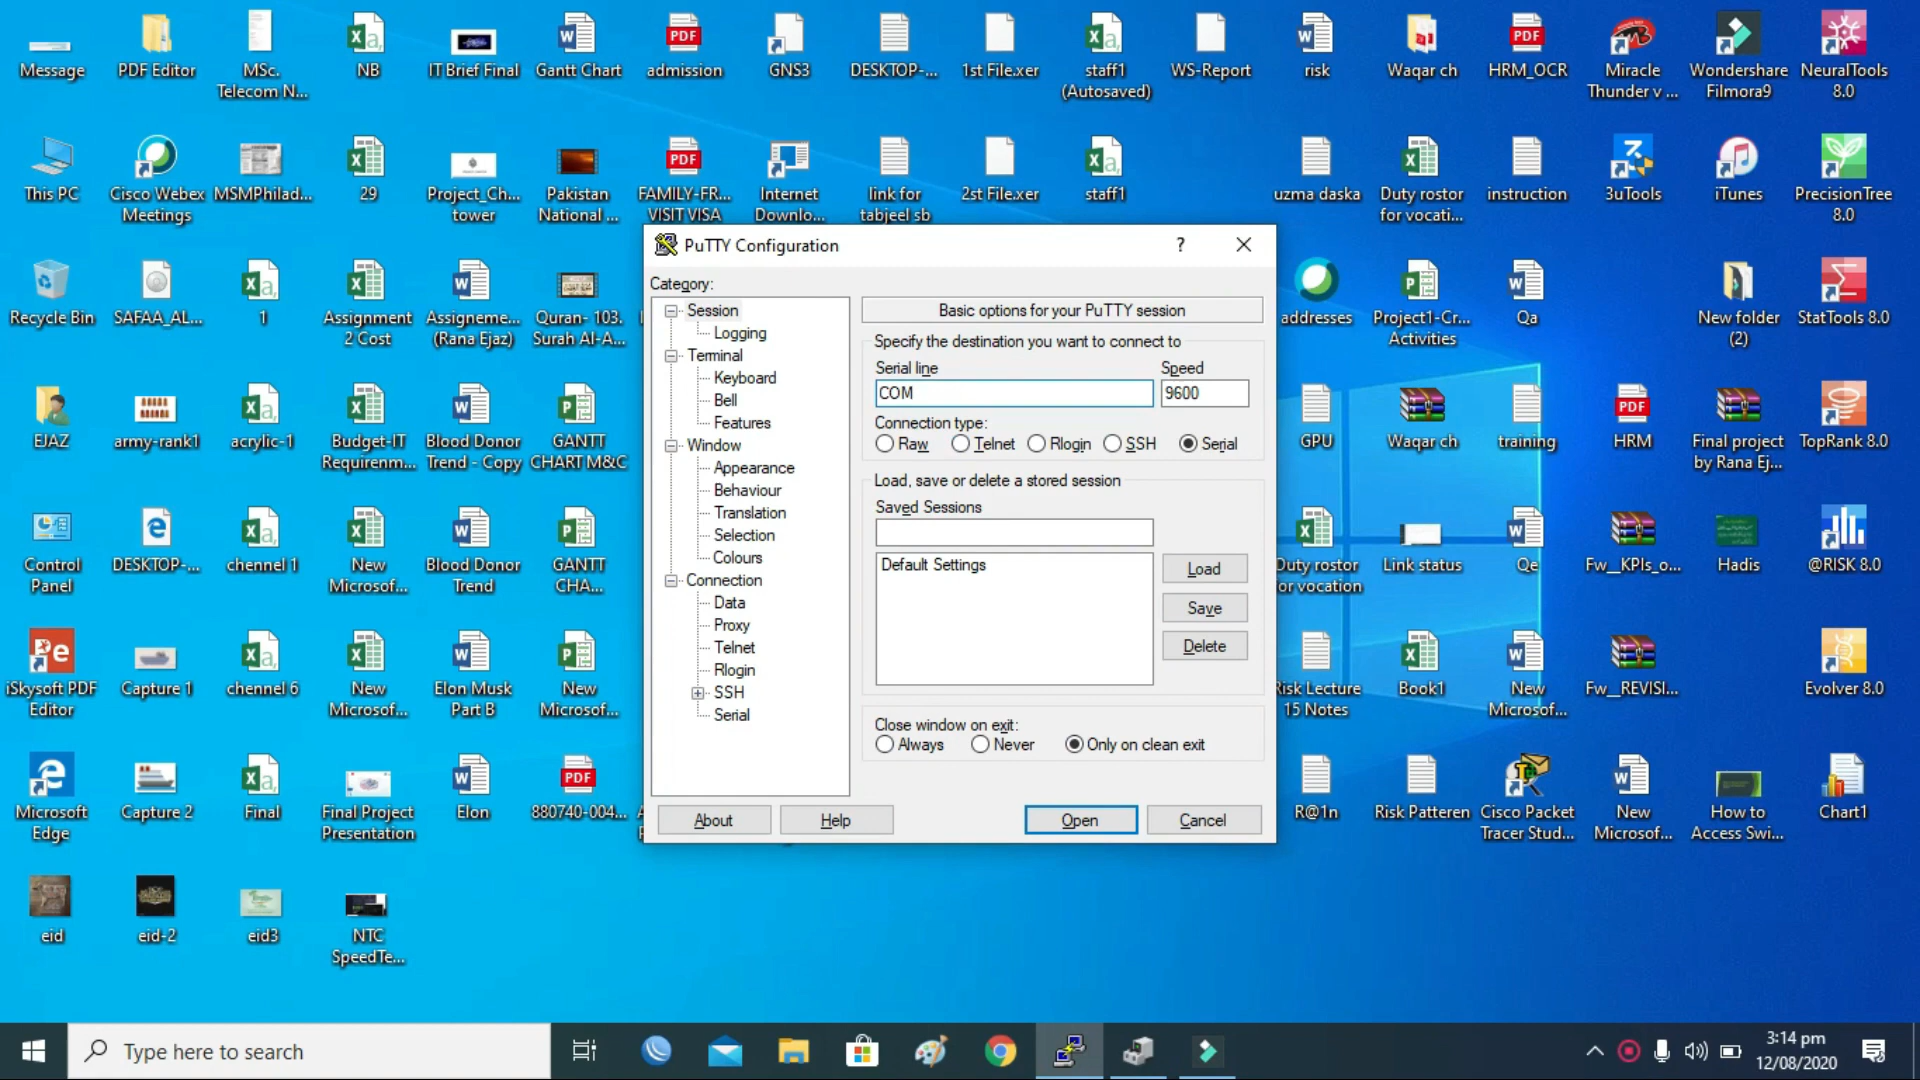 Message
PDF Editor
MSc.
Telecom N...
NB
IT Brief Final
Gantt Chart
admission
GNS3
DESKTOP-...
1st File.xer
staff1
(Autosaved)
WS-Report
risk
Waqar ch
HRM_OCR
Miracle
Thunder v ...
Wondershare
Filmora9
NeuralTools
8.0
This PC
Cisco Webex
Meetings
MSMPhilad...
29
Project_Ch...
tower
Pakistan
National ...
FAMILY-FR...
VISIT VISA
Internet
Downlo...
link for
tabjeel sb
2st File.xer
staff1
uzma daska
Duty rostor
for vocati...
instruction
3uTools
iTunes
PrecisionTree
8.0
Recycle Bin
SAFAA_AL...
1
Assignment
2 Cost
Assigneme...
(Rana Ejaz)
Quran- 103.
Surah Al-A...
addresses
Project1-Cr...
Activities
Qa
New folder
(2)
StatTools 8.0
EJAZ
army-rank1
acrylic-1
Budget-IT
Requirenm...
Blood Donor
Trend - Copy
GANTT
CHART M&C
GPU
Waqar ch
training
HRM
Final project
by Rana Ej...
TopRank 8.0
Control
Panel
DESKTOP-...
channel 1
New
Microsof...
Blood Donor
Trend
GANTT
CHA...
Duty rostor
or vocation
Link status
Qe
Fw__KPIs_o...
Hadis
@RISK 8.0
iSkysoft PDF
Editor
Capture 1
chennel 6
New
Microsof...
Elon Musk
Part B
New
Microsof...
Risk Lecture
15 Notes
Book1
New
Microsof...
Fw__REVISI...
Evolver 8.0
Microsoft
Edge
Capture 2
Final
Final Project
Presentation
Elon
880740-004...
R@1n
Risk Patteren
Cisco Packet
Tracer Stud...
New
Microsof...
How to
Access Swi...
Chart1
eid
eid-2
eid3
NTC
SpeedTe...
PuTTY Configuration
?
Category:
Session
Logging
Terminal
Keyboard
Bell
Features
Window
Appearance
Behaviour
Translation
Selection
Colours
Connection
Data
Proxy
Telnet
Rlogin
SSH
Serial
Basic options for your PuTTY session
Specify the destination you want to connect to
Serial line
Speed
COM
9600
Connection type:
Raw
Telnet
Rlogin
SSH
Serial
Load, save or delete a stored session
Saved Sessions
Default Settings
Load
Save
Delete
Close window on exit:
Always
Never
Only on clean exit
About
Help
Open
Cancel
Type here to search
3:14 pm
12/08/2020